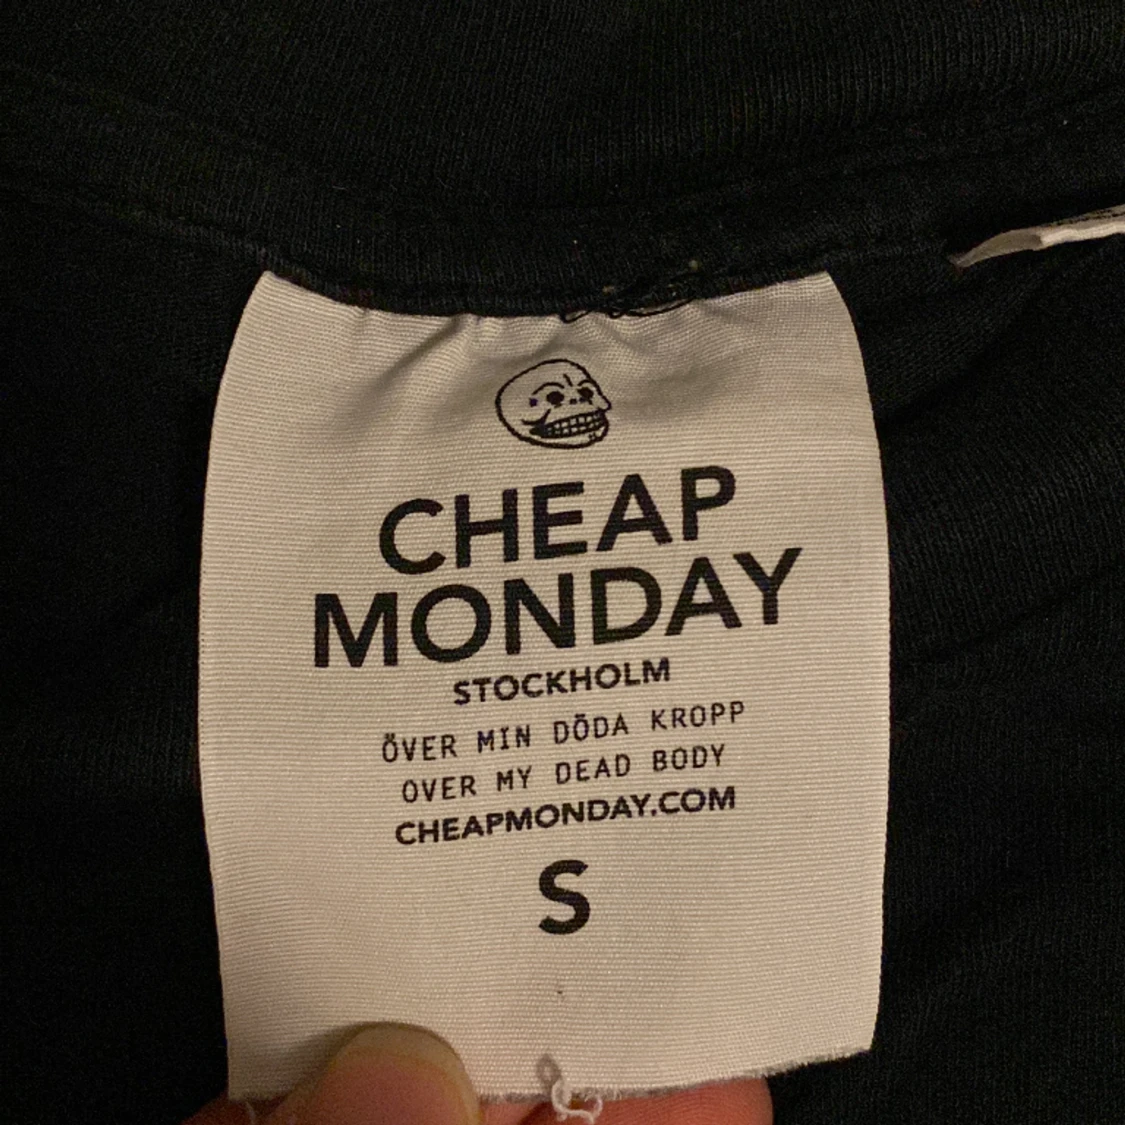 CHEAP
MONDAY
STOCKHOLM
ÖVER MIN DÖDA KROPP
OVER MY DEAD BODY
CHEAPMONDAY.COM
S